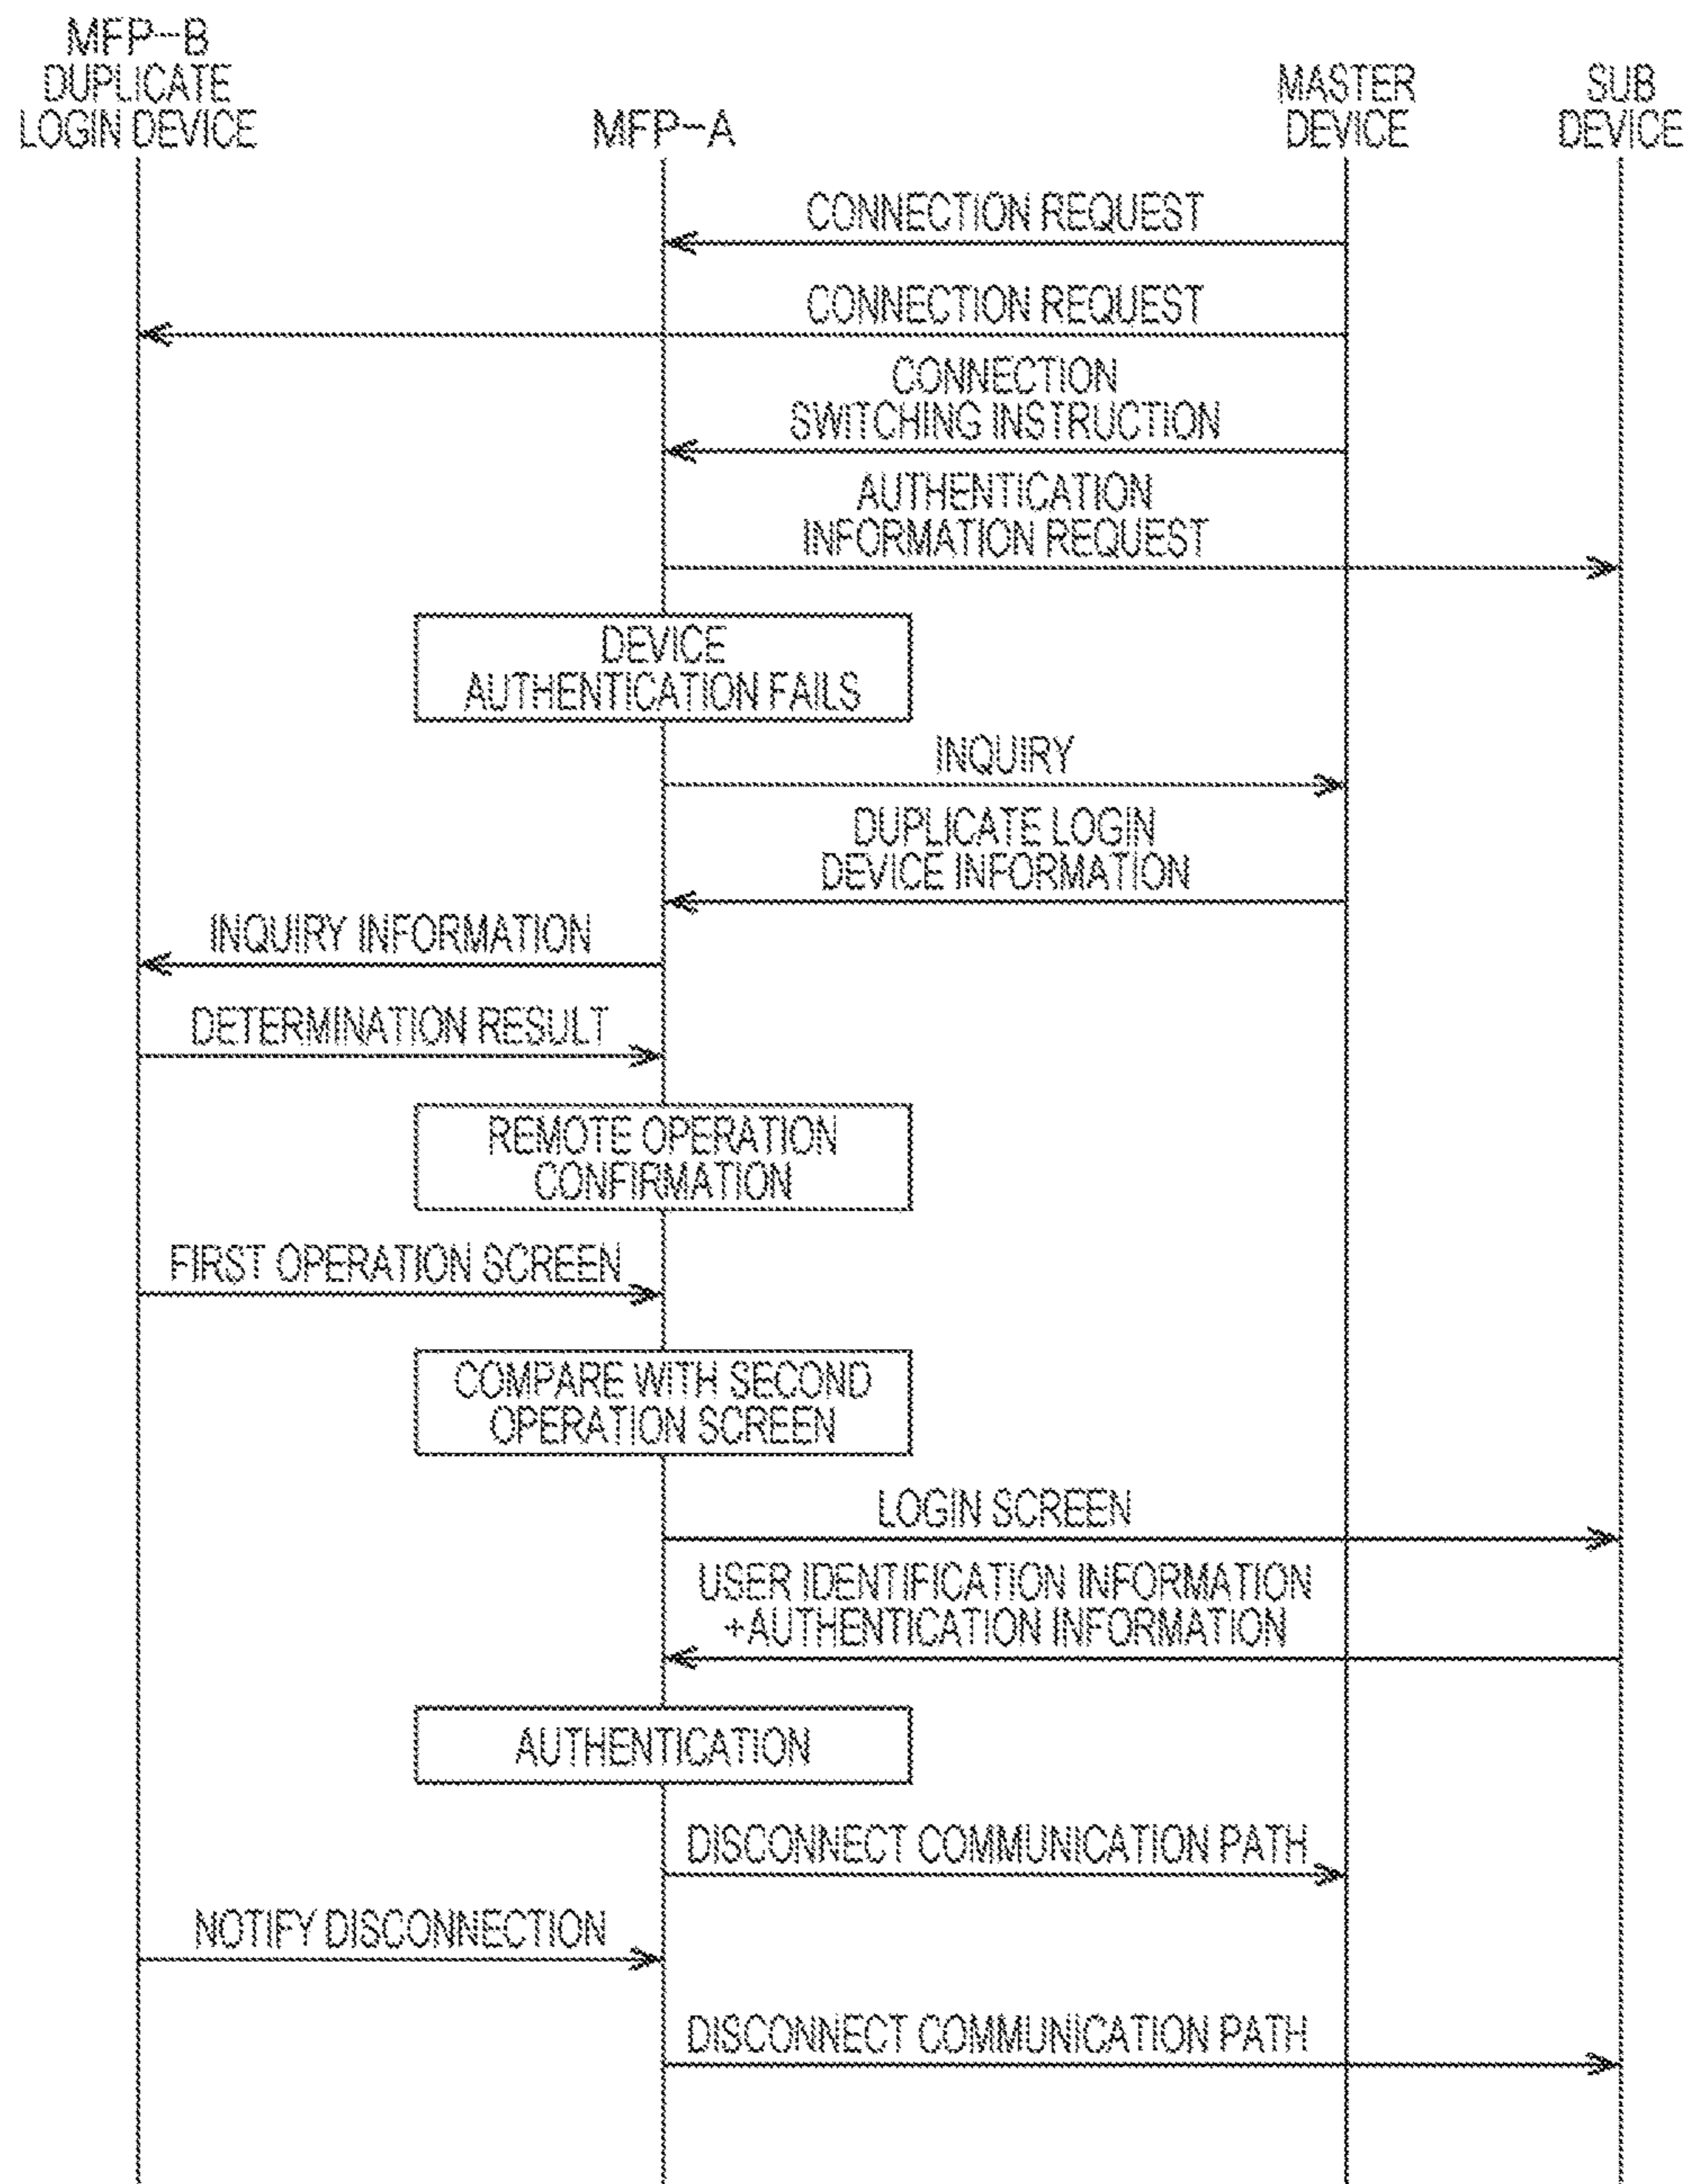 MFP-B
DUPLICATE
LOGIN DEVICE
MFP-A
MASTER
DEVICE
SUB
DEVICE
CONNECTION REQUEST
CONNECTION REQUEST
CONNECTION
SWITCHING INSTRUCTION
AUTHENTICATION
INFORMATION REQUEST
DEVICE
AUTHENTICATION FAILS
INQUIRY
DUPLICATE LOGIN
DEVICE INFORMATION
INQUIRY INFORMATION
DETERMINATION RESULT
REMOTE OPERATION
CONFIRMATION
FIRST OPERATION SCREEN
COMPARE WITH SECOND
OPERATION SCREEN
LOGIN SCREEN
USER IDENTIFICATION INFORMATION
+AUTHENTICATION INFORMATION
AUTHENTICATION
DISCONNECT COMMUNICATION PATH
NOTIFY DISCONNECTION
DISCONNECT COMMUNICATION PATH